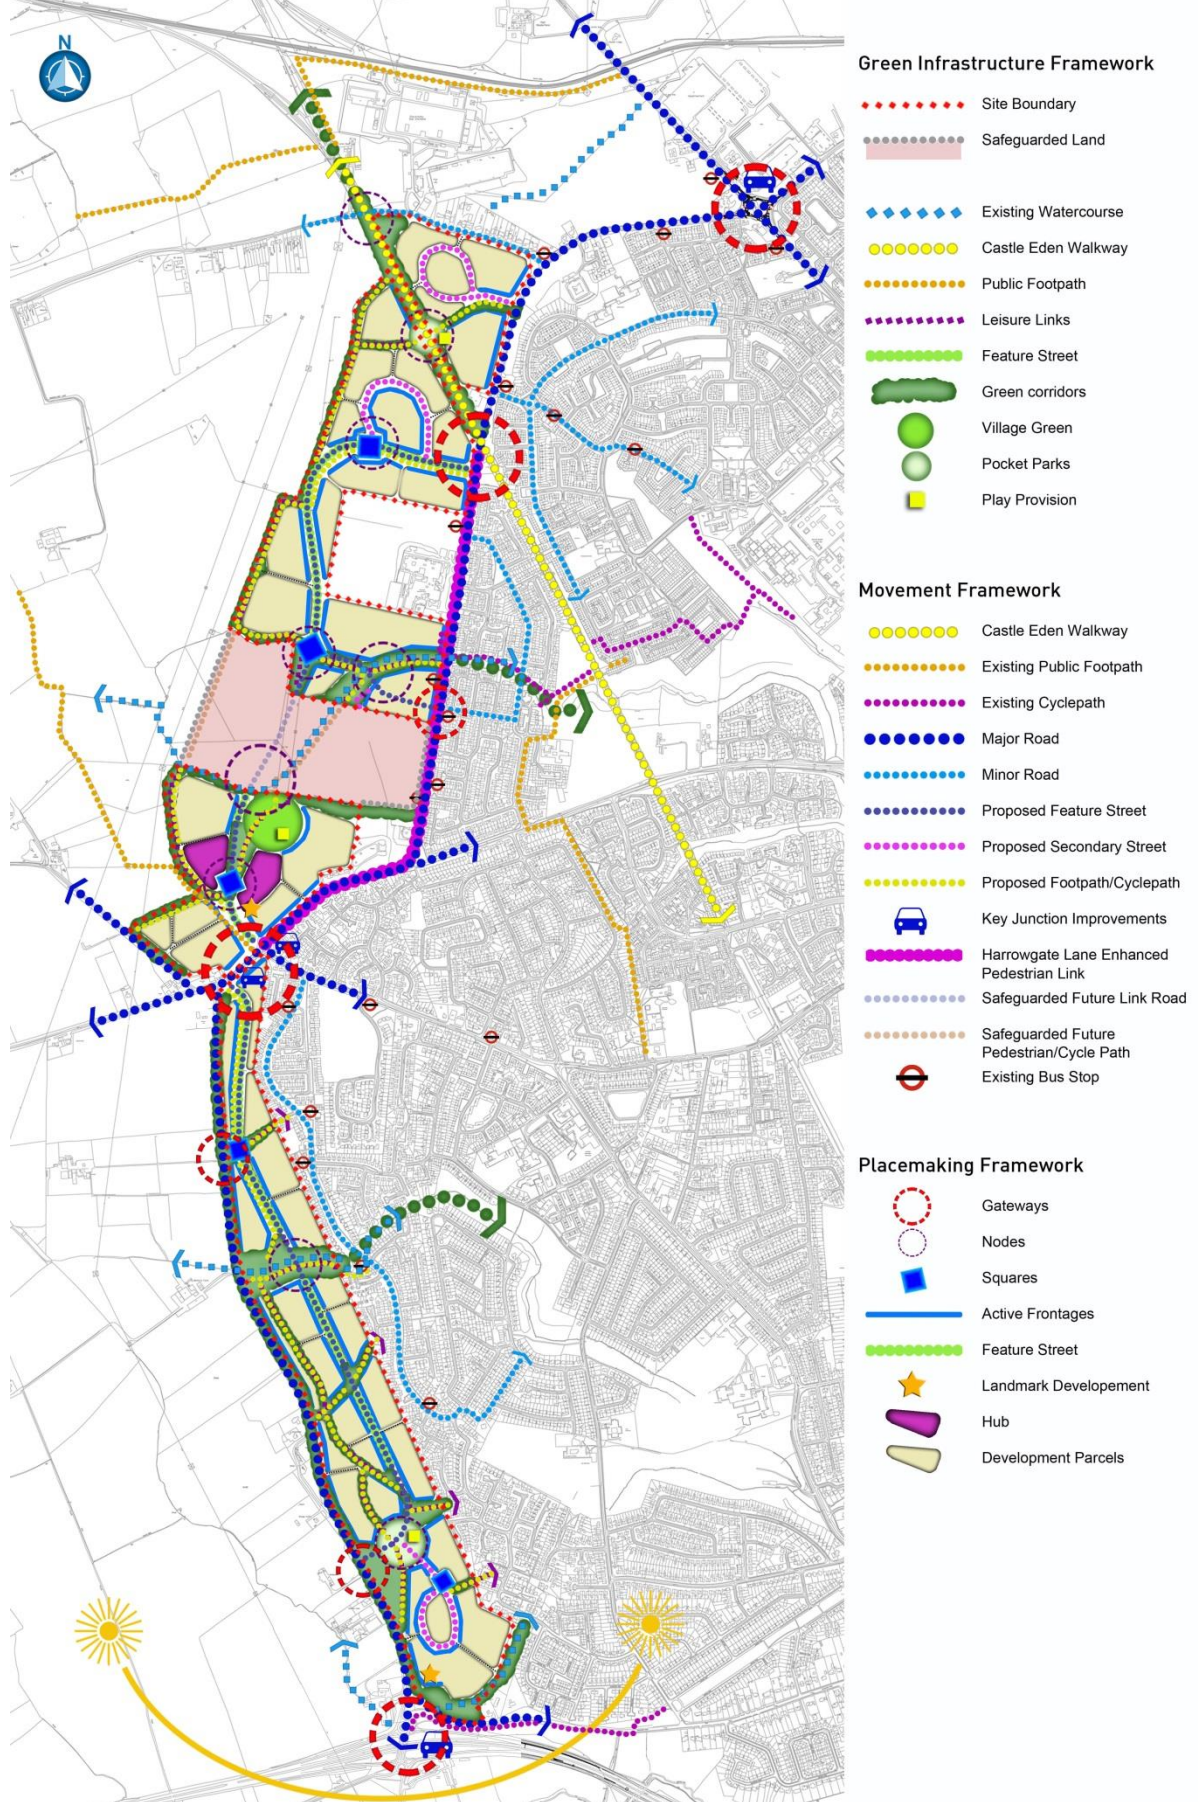 N
Green Infrastructure Framework
Site Boundary
Safeguarded Land
Existing Watercourse
Castle Eden Walkway
Public Footpath
Leisure Links
Feature Street
Green corridors
Village Green
Pocket Parks
Play Provision
Movement Framework
Castle Eden Walkway
Existing Public Footpath
Existing Cyclepath
Major Road
Minor Road
Proposed Feature Street
Proposed Secondary Street
Proposed Footpath/Cyclepath
Key Junction Improvements
Harrowgate Lane Enhanced
Pedestrian Link
Safeguarded Future Link Road
Safeguarded Future
Pedestrian/Cycle Path
Existing Bus Stop
Placemaking Framework
Gateways
Nodes
Squares
Active Frontages
Feature Street
Landmark Developement
Hub
Development Parcels